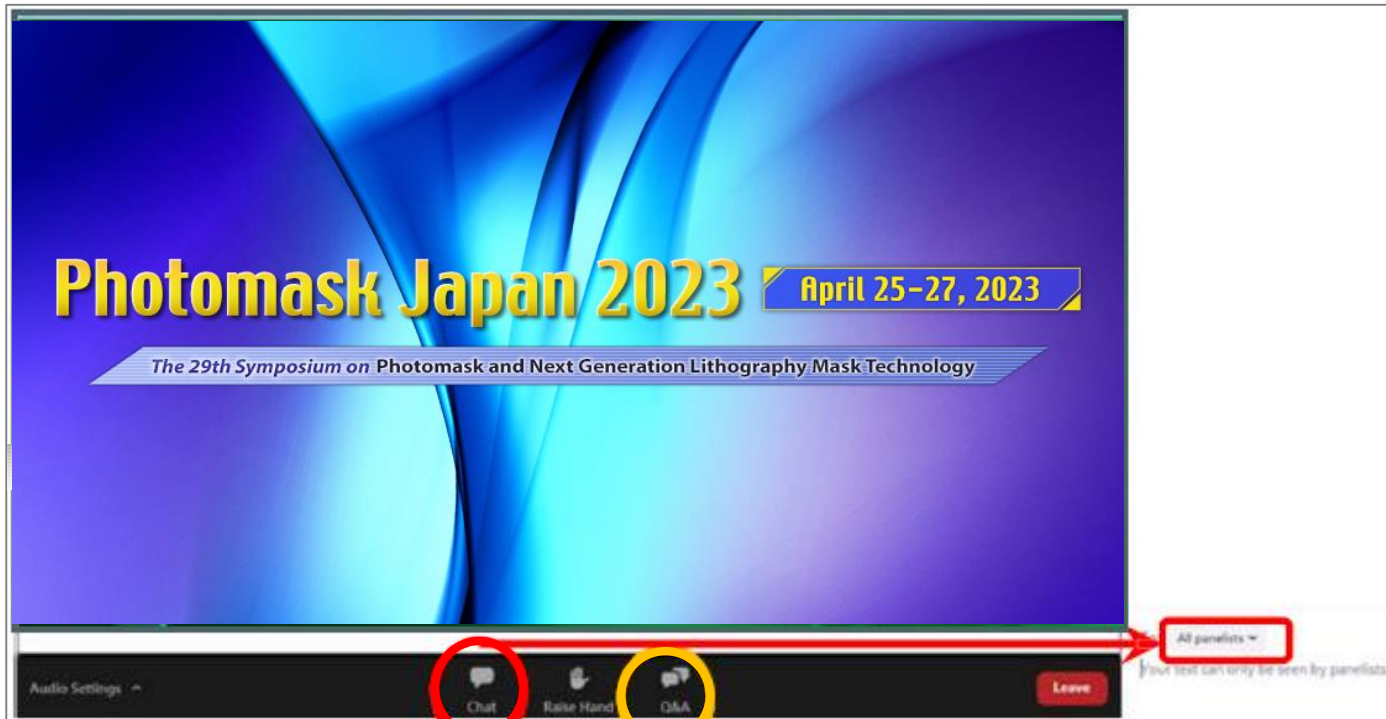 Photomask Japan 2023
April 25-27, 2023
The 29th Symposium on Photomask and Next Generation Lithography Mask Technology
All panelists
Your text can only be seen by panelists
Audio Settings
Chat
Raise Hand
Q&A
Leave